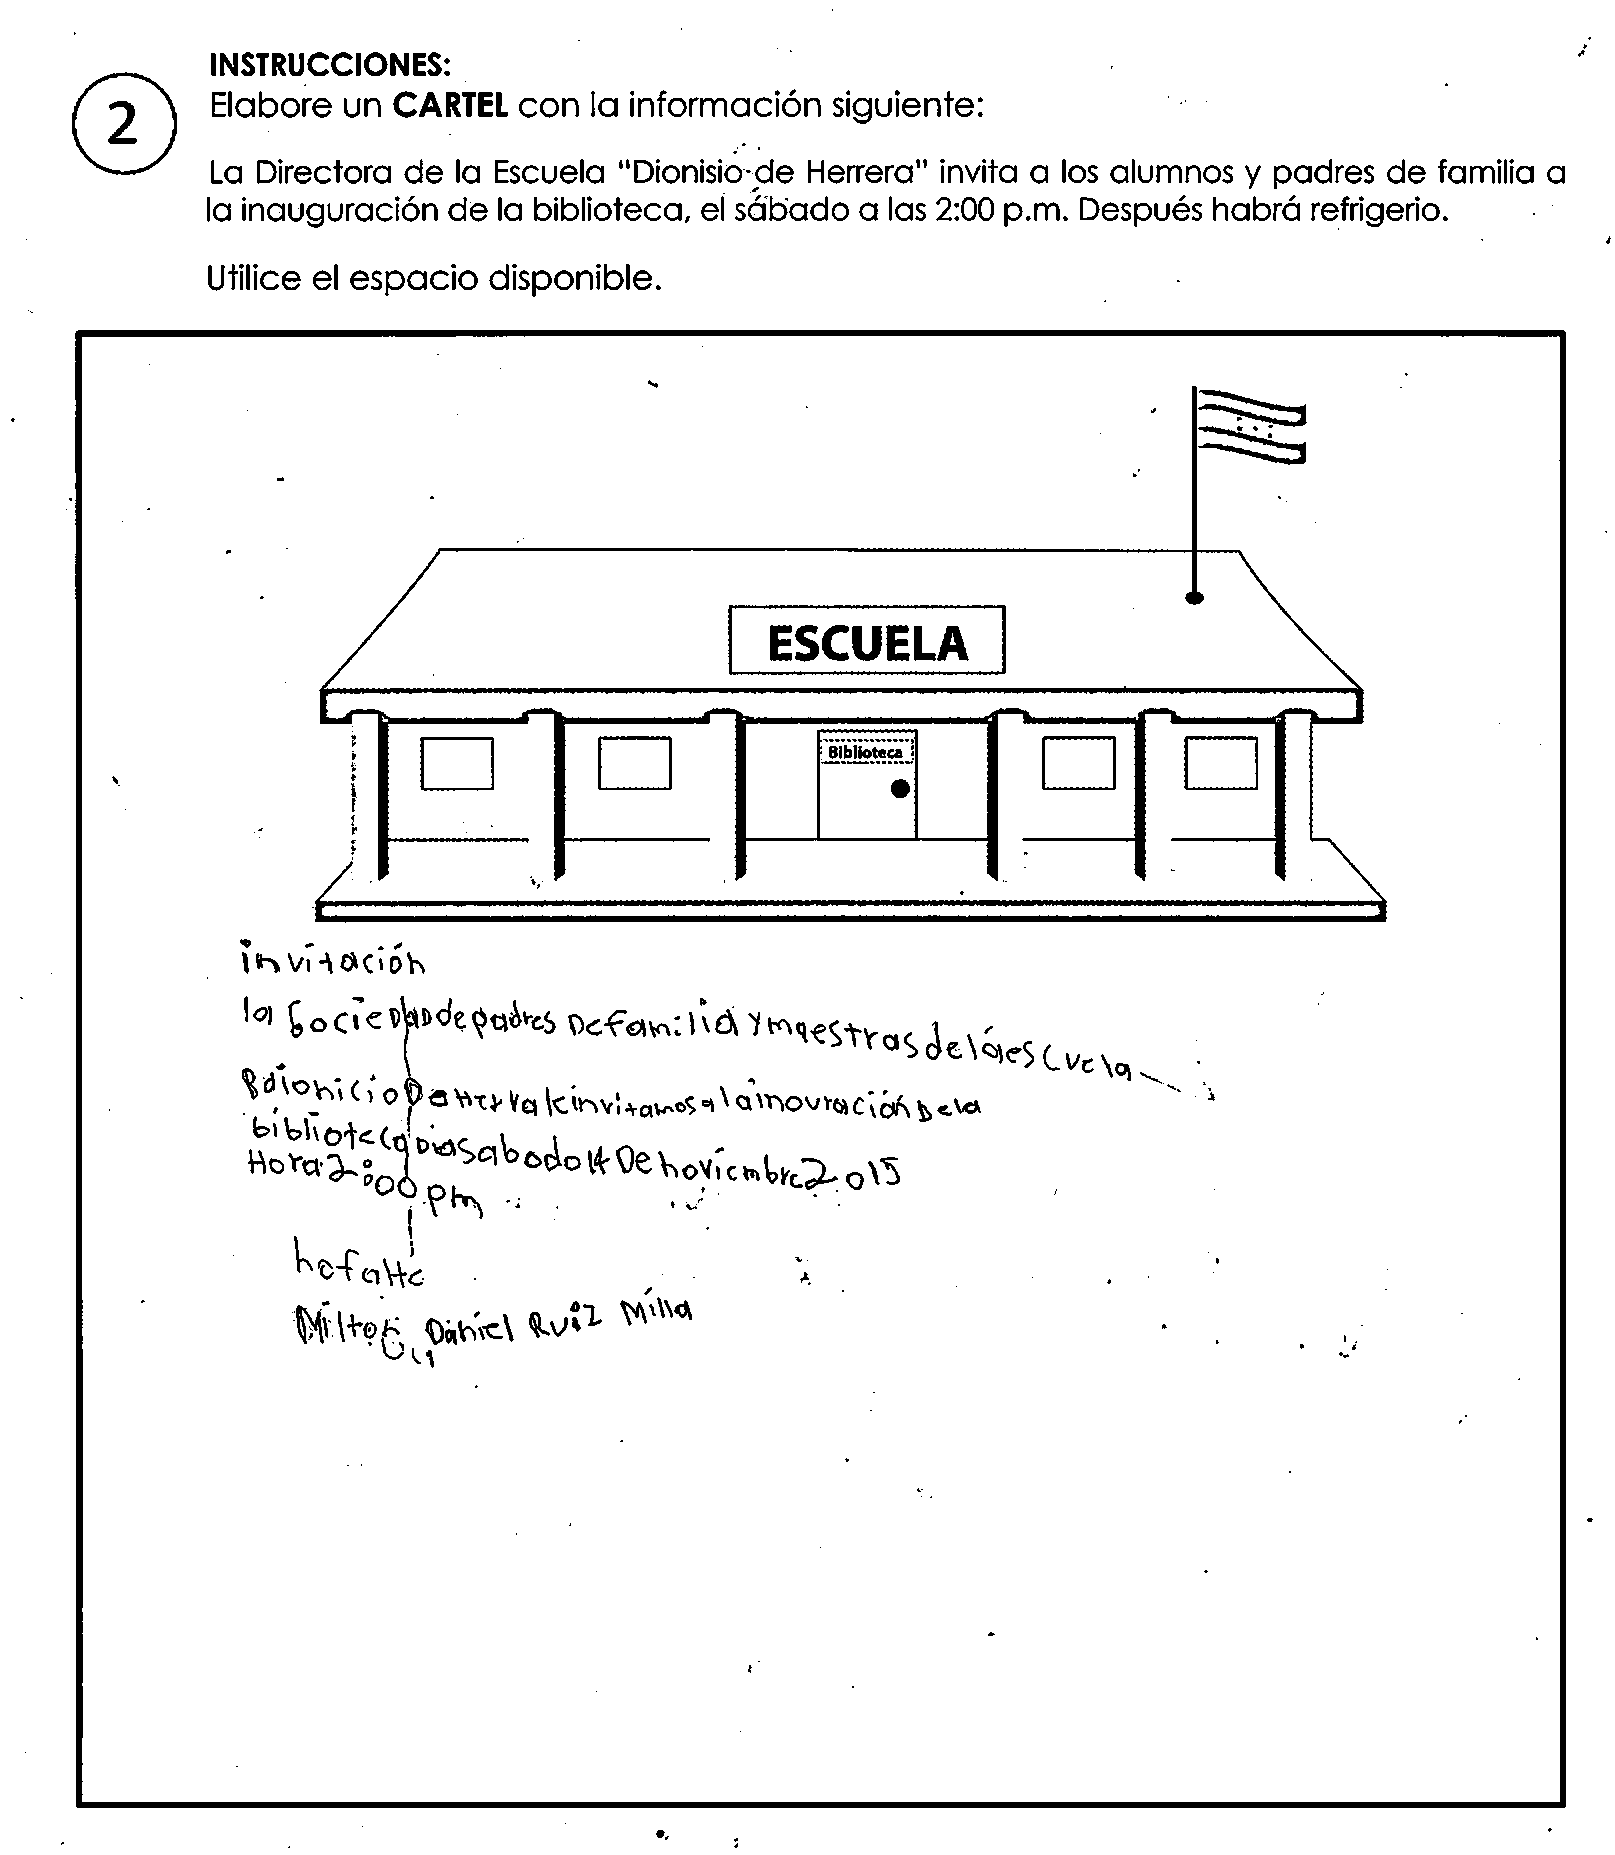 INSTRUCCIONES:
2
Elabore un CARTEL con la información siguiente:
La Directora de la Escuela "Dionisio de Herrera" invita a los alumnos y padres de familia a
la inauguración de la biblioteca, el sábado a las 2:00 p.m. Después habrá refrigerio.
Utilice el espacio disponible.
ESCUELA
Biblioteca
invitación
la Sociedad de padres De familia y maestras de la escuela
dionicio De Herrera le invitamos a la inouración De la
biblioteca Dia sabodo 14 De noviembre 2015
Hora 2:00 pm
no falte
Milton Daniel Ruiz Milla